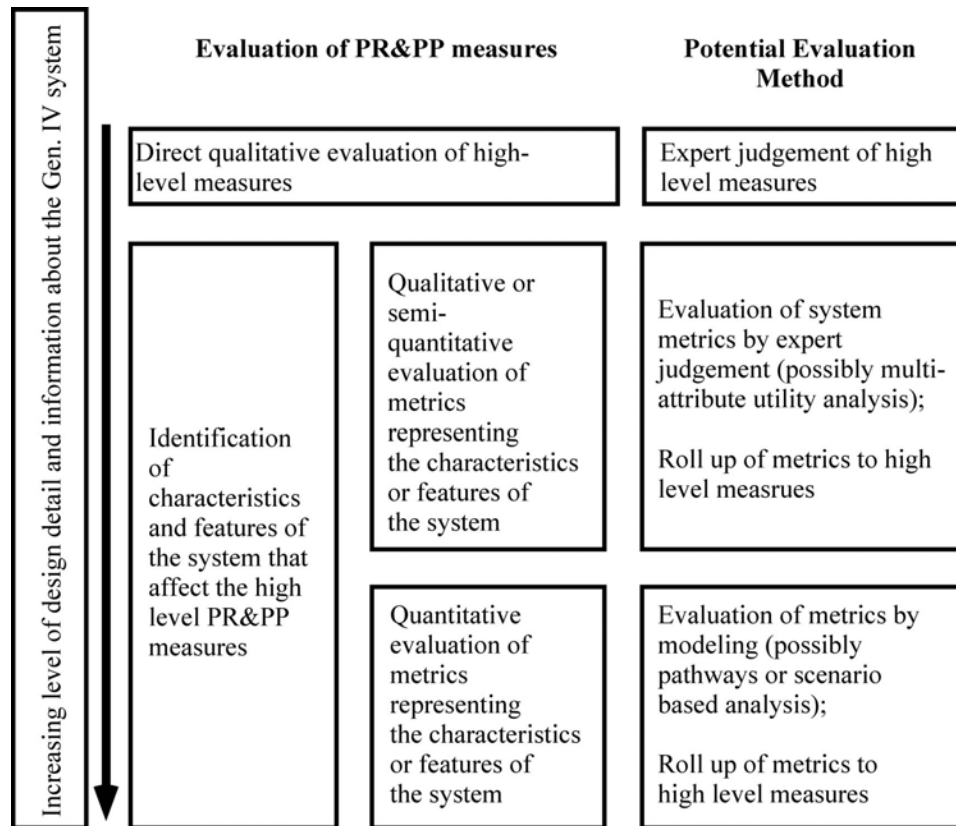 Increasing level of design detail and information about the Gen. IV system
Evaluation of PR&PP measures
Potential Evaluation
Method
Direct qualitative evaluation of high-
level measures
Expert judgement of high
level measures
Identification
of
characteristics
and features of
the system that
affect the high
level PR&PP
measures
Qualitative or
semi-
quantitative
evaluation of
metrics
representing
the characteristics
or features of
the system
Evaluation of system
metrics by expert
judgement (possibly multi-
attribute utility analysis);
Roll up of metrics to high
level measrues
Quantitative
evaluation of
metrics
representing
the characteristics
or features of
the system
Evaluation of metrics by
modeling (possibly
pathways or scenario
based analysis);
Roll up of metrics to
high level measures